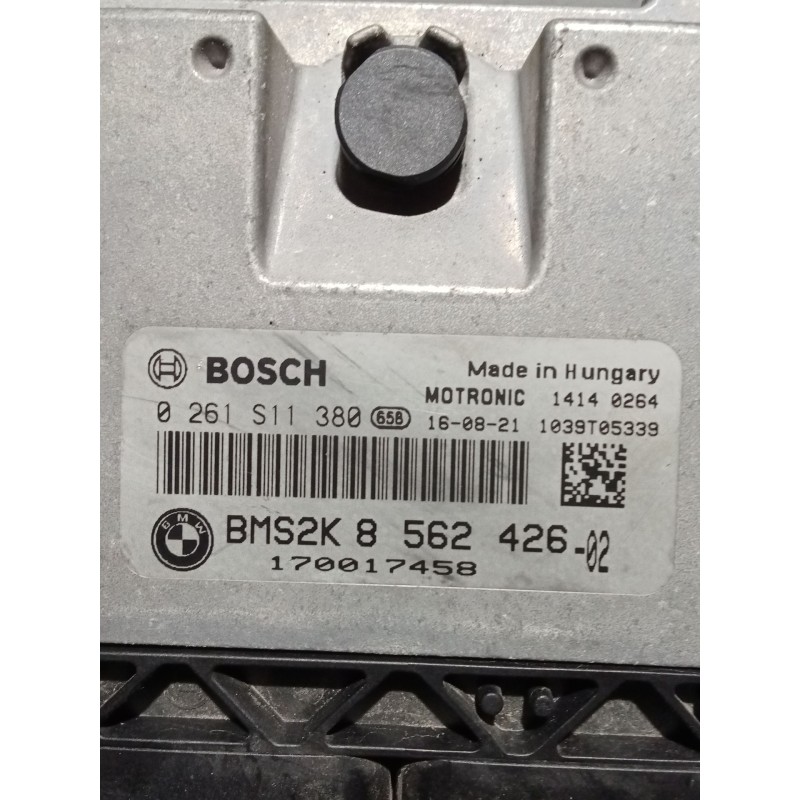 BOSCH Made in Hungary
MOTRONIC 1414 0264
0 261 S11 380 658 16-08-21 1039T05339
BMW BMS2K 8 562 426-02
170017458